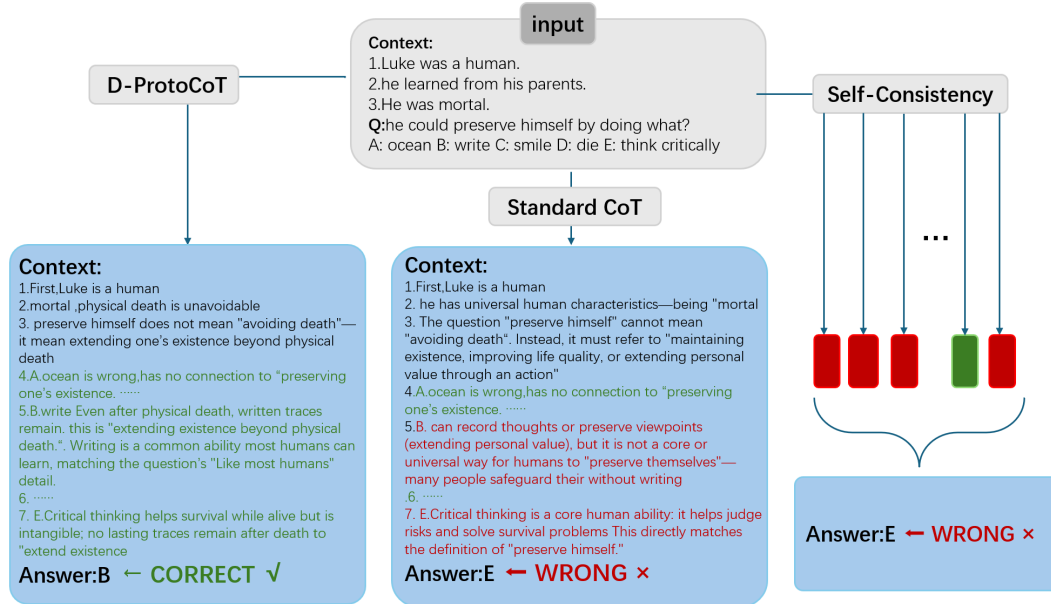 input
Context:
1.Luke was a human.
2.he learned from his parents.
3.He was mortal.
Q:he could preserve himself by doing what?
A: ocean B: write C: smile D: die E: think critically
D-ProtoCoT
Standard CoT
Self-Consistency
Context:
1.First,Luke is a human
2.mortal ,physical death is unavoidable
3. preserve himself does not mean "avoiding death"—
it mean extending one's existence beyond physical
death
4.A.ocean is wrong,has no connection to "preserving
one's existence. ······
5.B.write Even after physical death, written traces
remain. this is "extending existence beyond physical
death.". Writing is a common ability most humans can
learn, matching the question's "Like most humans"
detail.
6. ······
7. E.Critical thinking helps survival while alive but is
intangible; no lasting traces remain after death to
"extend existence
Answer:B ← CORRECT √
Context:
1.First,Luke is a human
2. he has universal human characteristics—being "mortal
3. The question "preserve himself" cannot mean
"avoiding death". Instead, it must refer to "maintaining
existence, improving life quality, or extending personal
value through an action"
4.A.ocean is wrong,has no connection to "preserving
one's existence. ······
5.B. can record thoughts or preserve viewpoints
(extending personal value), but it is not a core or
universal way for humans to "preserve themselves"—
many people safeguard their without writing
.6. ······
7. E.Critical thinking is a core human ability: it helps judge
risks and solve survival problems This directly matches
the definition of "preserve himself."
Answer:E ← WRONG ×
...
Answer:E ← WRONG ×